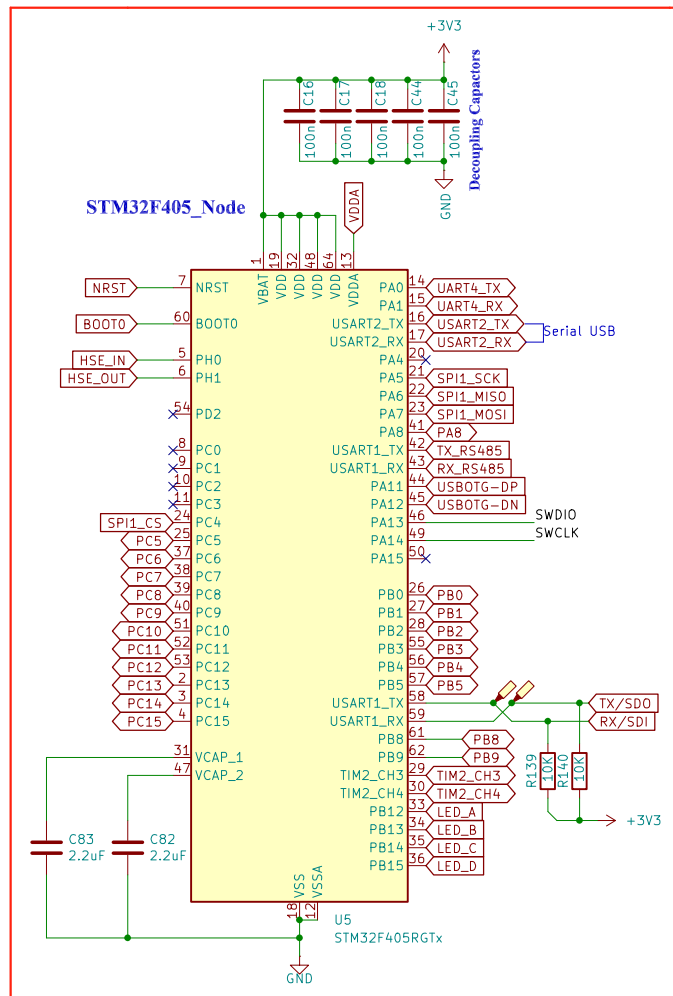 +3V3
C16
C17
C18
C44
C45
100n
100n
100n
100n
100n
Decoupling Capactors
GND
STM32F405_Node
VDDA
1
19
32
48
64
13
VBAT
VDD
VDD
VDD
VDD
VDDA
NRST 7 NRST
BOOT0 60 BOOT0
HSE_IN 5 PH0
HSE_OUT 6 PH1
54 PD2
8 PC0
9 PC1
10 PC2
11 PC3
SPI1_CS 24 PC4
PC5 25 PC5
PC6 37 PC6
PC7 38 PC7
PC8 39 PC8
PC9 40 PC9
PC10 51 PC10
PC11 52 PC11
PC12 53 PC12
PC13 2 PC13
PC14 3 PC14
PC15 4 PC15
31 VCAP_1
47 VCAP_2
PA0 14 UART4_TX
PA1 15 UART4_RX
USART2_TX 16 USART2_TX
USART2_RX 17 USART2_RX
Serial USB
PA4 20
PA5 21 SPI1_SCK
PA6 22 SPI1_MISO
PA7 23 SPI1_MOSI
PA8 41 PA8
USART1_TX 42 TX_RS485
USART1_RX 43 RX_RS485
PA11 44 USBOTG-DP
PA12 45 USBOTG-DN
PA13 46 SWDIO
PA14 49 SWCLK
PA15 50
PB0 26 PB0
PB1 27 PB1
PB2 28 PB2
PB3 55 PB3
PB4 56 PB4
PB5 57 PB5
USART1_TX 58 TX/SDO
USART1_RX 59 RX/SDI
PB8 61 PB8
PB9 62 PB9
TIM2_CH3 29 TIM2_CH3
TIM2_CH4 30 TIM2_CH4
PB12 33 LED_A
PB13 34 LED_B
PB14 35 LED_C
PB15 36 LED_D
R139
10K
R140
10K
+3V3
C83
2.2uF
C82
2.2uF
VSS
VSSA
18
12
U5
STM32F405RGTx
GND